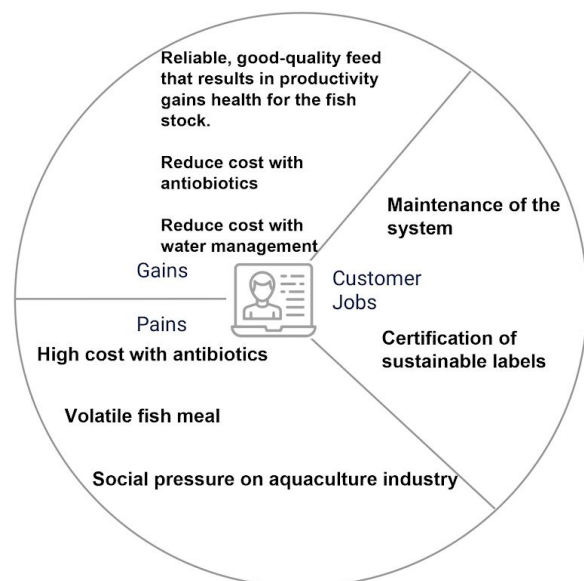 Reliable, good-quality feed
that results in productivity
gains health for the fish
stock.
Reduce cost with
antiobiotics
Reduce cost with
water management
Gains
Maintenance of the
system
Customer
Jobs
Certification of
sustainable labels
Pains
High cost with antibiotics
Volatile fish meal
Social pressure on aquaculture industry